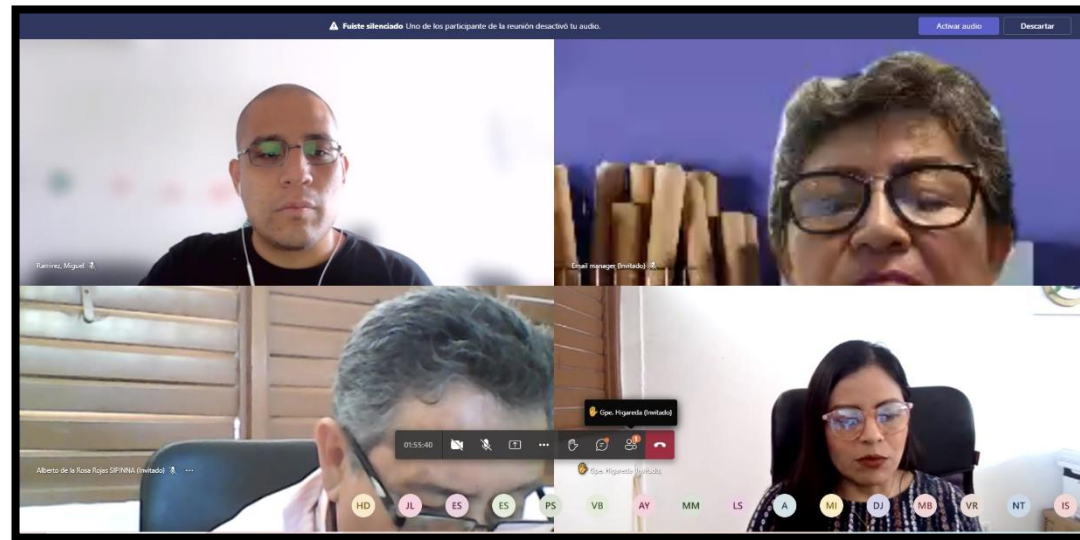 Fuiste silenciado Uno de los participante de la reunión desactivó tu audio.
Activar audio
Descartar
Ramirez, Miguel
Email manager (Invitado)
Gpe. Higareda (Invitado)
01:55:40
Alberto de la Rosa Rojas SIPINNA (Invitado)
Gpe. Higareda (Invitado)
HD JL ES ES PS VB AY MM LS A MI DJ MB VR NT IS